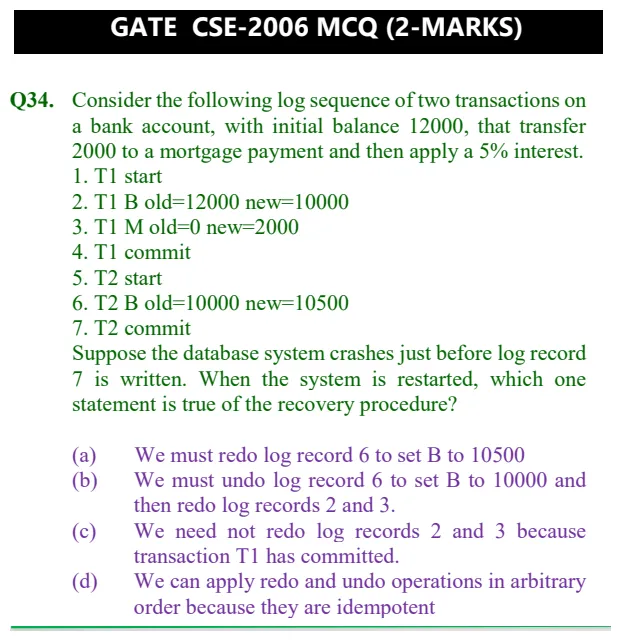 GATE CSE-2006 MCQ (2-MARKS)
Q34. Consider the following log sequence of two transactions on
a bank account, with initial balance 12000, that transfer
2000 to a mortgage payment and then apply a 5% interest.
1. T1 start
2. T1 B old=12000 new=10000
3. T1 M old=0 new=2000
4. T1 commit
5. T2 start
6. T2 B old=10000 new=10500
7. T2 commit
Suppose the database system crashes just before log record
7 is written. When the system is restarted, which one
statement is true of the recovery procedure?
(a) We must redo log record 6 to set B to 10500
(b) We must undo log record 6 to set B to 10000 and
then redo log records 2 and 3.
(c) We need not redo log records 2 and 3 because
transaction T1 has committed.
(d) We can apply redo and undo operations in arbitrary
order because they are idempotent